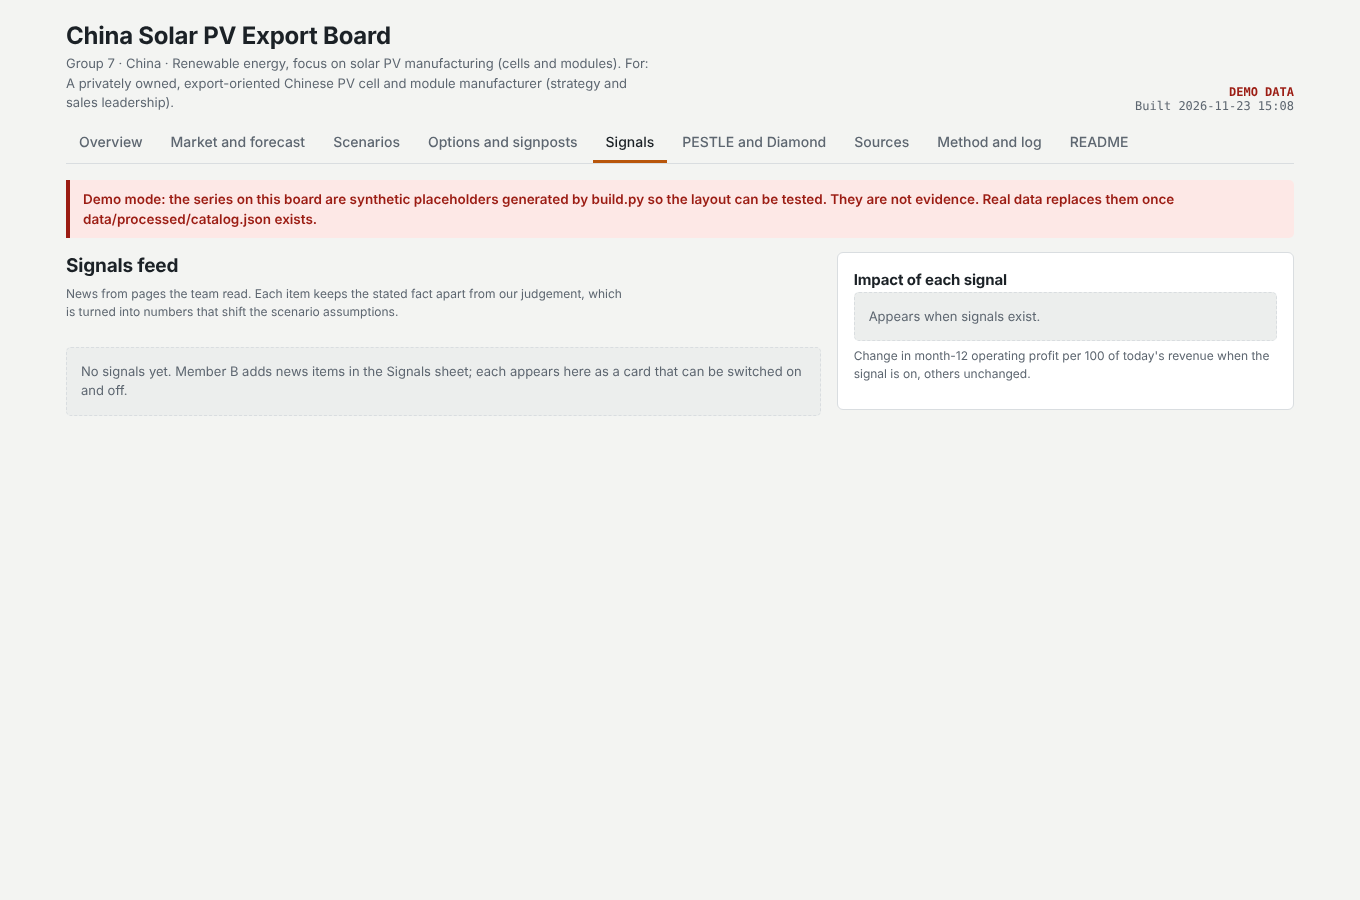 China Solar PV Export Board
Group 7 · China · Renewable energy, focus on solar PV manufacturing (cells and modules). For:
A privately owned, export-oriented Chinese PV cell and module manufacturer (strategy and
sales leadership).
DEMO DATA
Built 2026-11-23 15:08
Overview
Market and forecast
Scenarios
Options and signposts
Signals
PESTLE and Diamond
Sources
Method and log
README
Demo mode: the series on this board are synthetic placeholders generated by build.py so the layout can be tested. They are not evidence. Real data replaces them once
data/processed/catalog.json exists.
Signals feed
News from pages the team read. Each item keeps the stated fact apart from our judgement, which
is turned into numbers that shift the scenario assumptions.
No signals yet. Member B adds news items in the Signals sheet; each appears here as a card that can be switched on
and off.
Impact of each signal
Appears when signals exist.
Change in month-12 operating profit per 100 of today's revenue when the
signal is on, others unchanged.